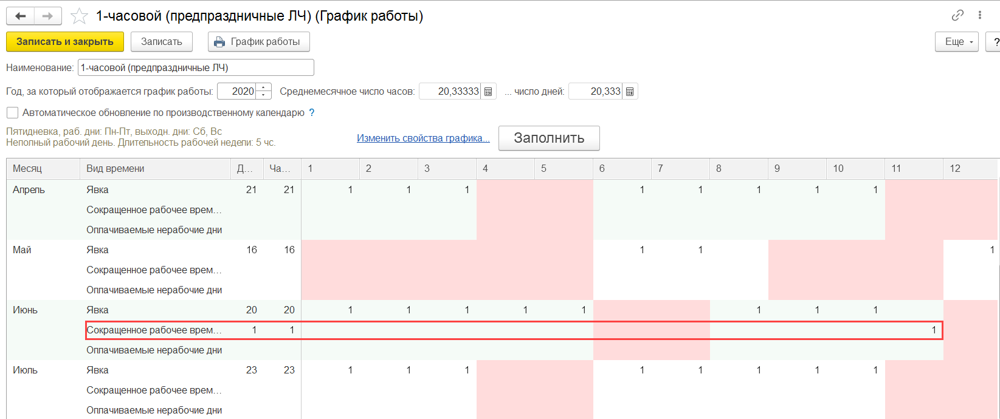 1-часовой (предпраздничные ЛЧ) (График работы)
Записать и закрыть Записать График работы Еще ?
Наименование: 1-часовой (предпраздничные ЛЧ)
Год, за который отображается график работы: 2020 Среднемесячное число часов: 20,33333 ... число дней: 20,333
Автоматическое обновление по производственному календарю ?
Пятидневка, раб. дни: Пн-Пт, выходн. дни: Сб, Вс
Неполный рабочий день. Длительность рабочей недели: 5 чс.
Изменить свойства графика... Заполнить
Месяц Вид времени Д... Ча... 1 2 3 4 5 6 7 8 9 10 11 12
Апрель Явка 21 21 1 1 1 1 1 1 1 1
Сокращенное рабочее врем...
Оплачиваемые нерабочие дни
Май Явка 16 16 1 1 1
Сокращенное рабочее врем...
Оплачиваемые нерабочие дни
Июнь Явка 20 20 1 1 1 1 1 1 1 1
Сокращенное рабочее врем... 1 1 1
Оплачиваемые нерабочие дни
Июль Явка 23 23 1 1 1 1 1 1 1 1
Сокращенное рабочее врем...
Оплачиваемые нерабочие дни